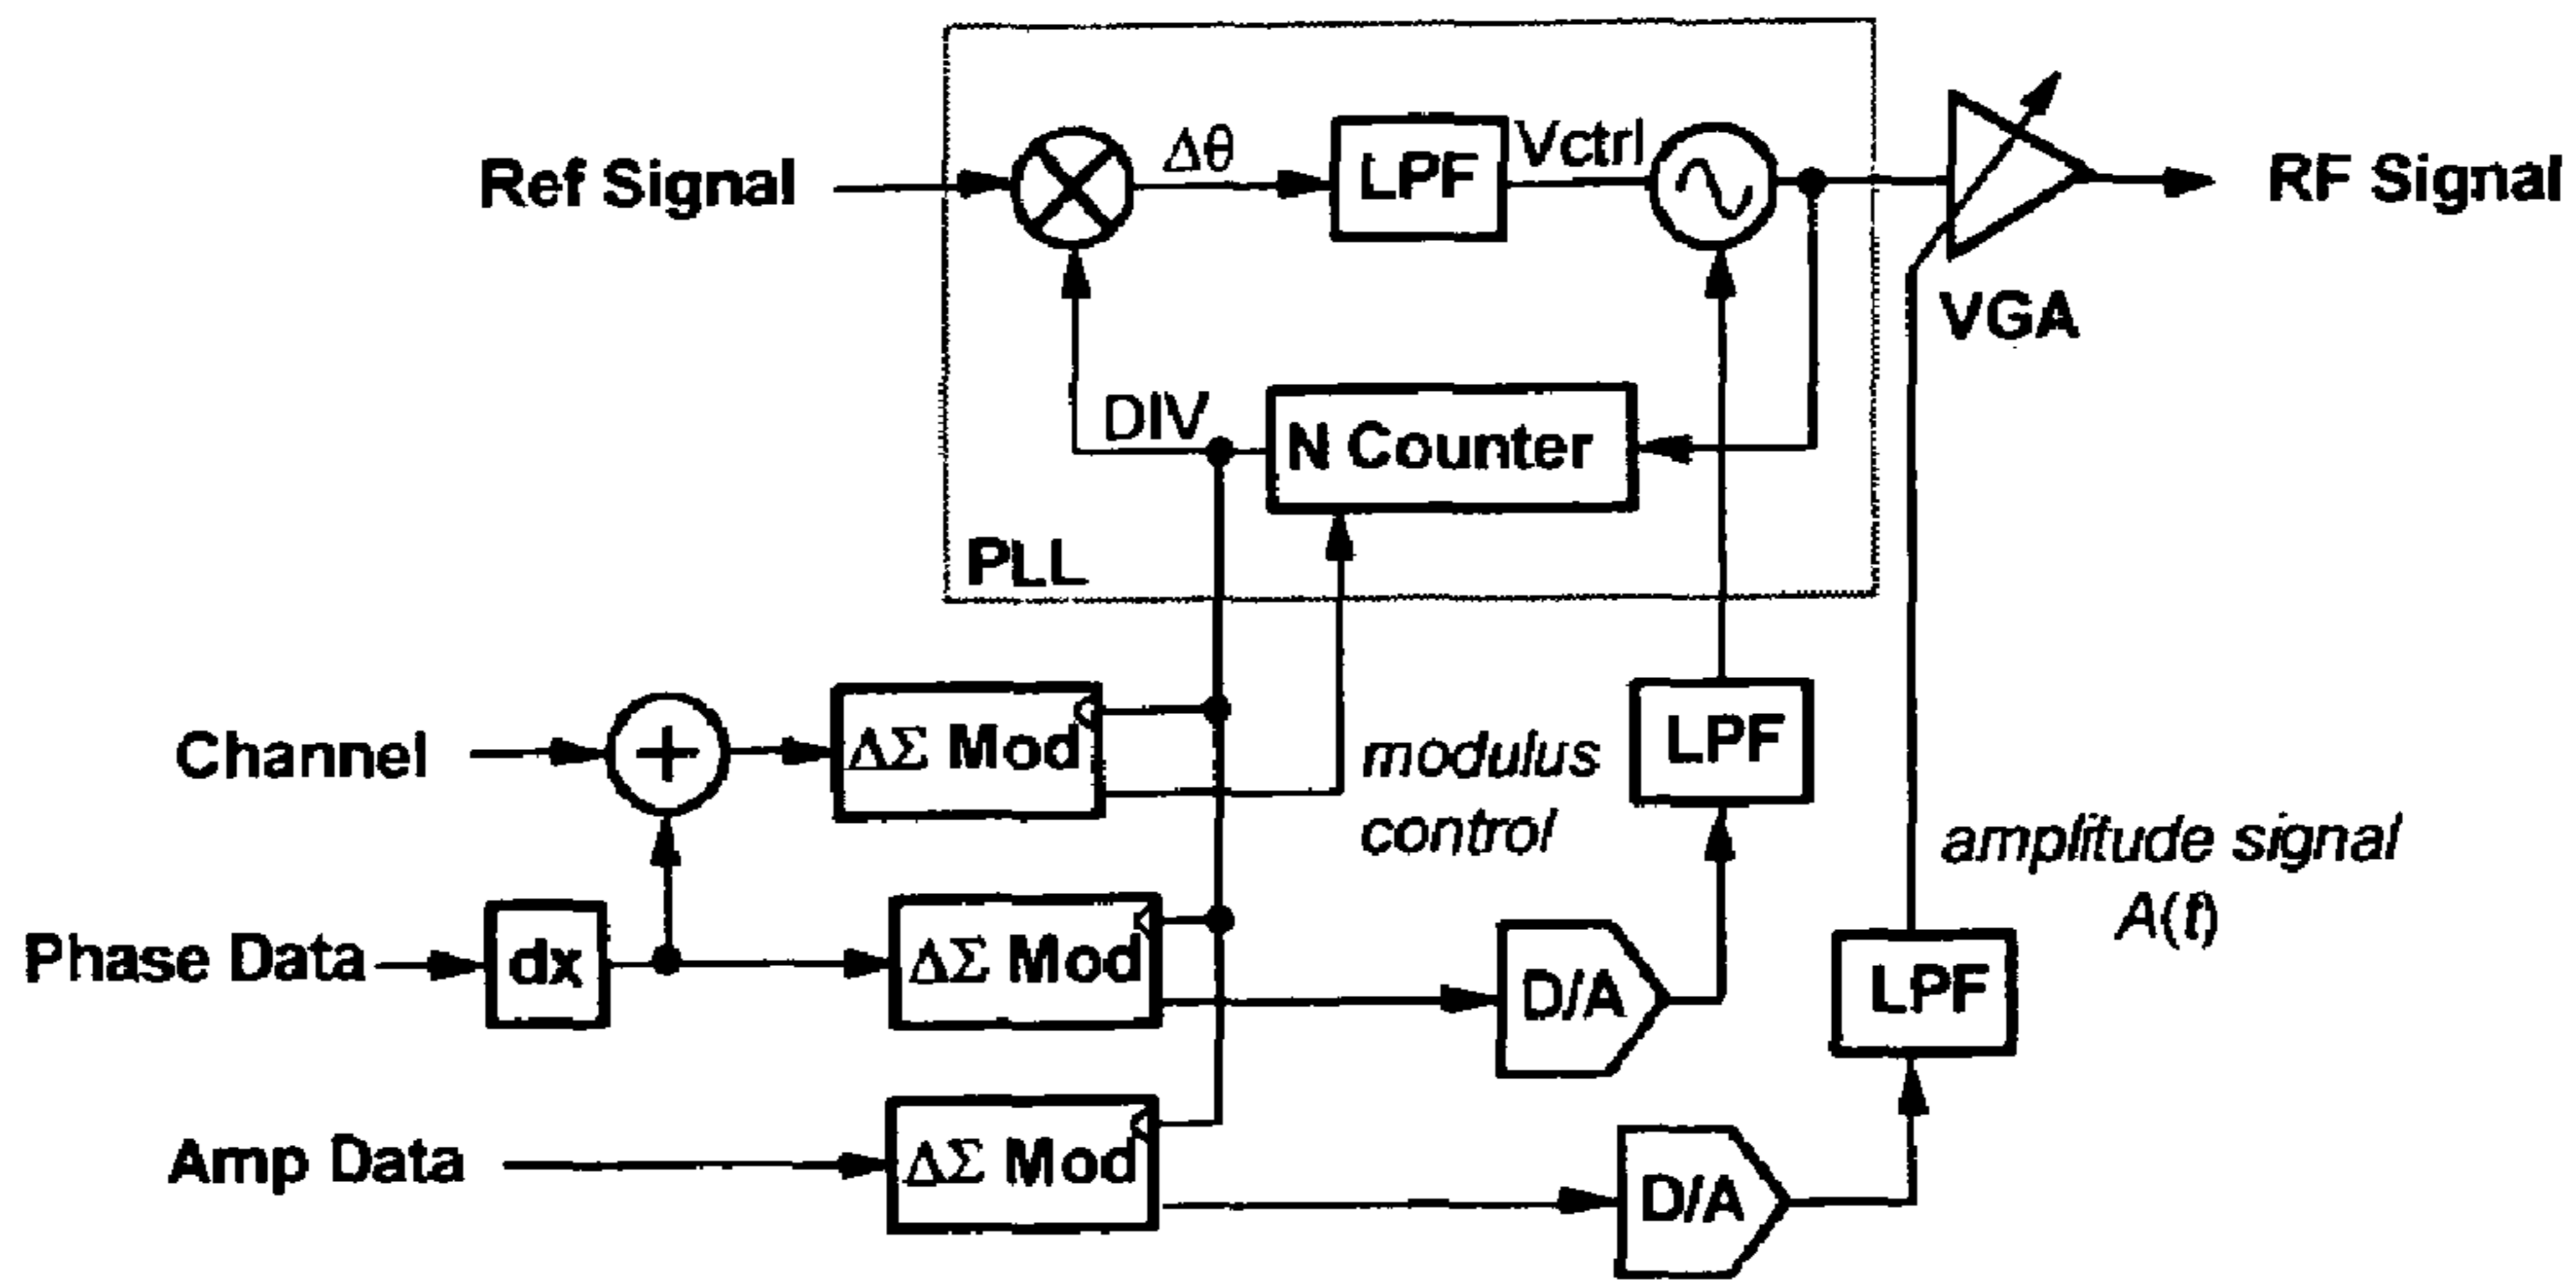 Ref Signal
Δθ
LPF
Vctrl
RF Signal
VGA
DIV
N Counter
PLL
Channel
+
ΔΣ Mod
modulus
control
LPF
amplitude signal
A(t)
Phase Data
dx
ΔΣ Mod
D/A
LPF
Amp Data
ΔΣ Mod
D/A